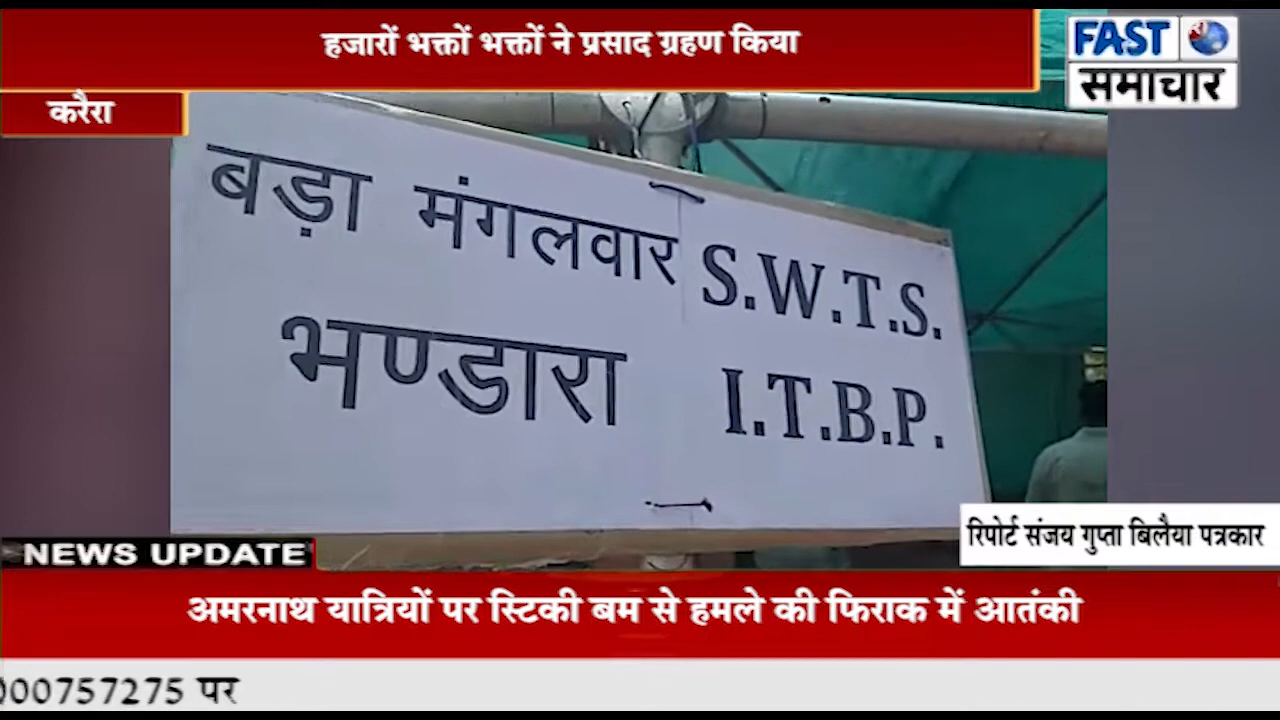 हजारों भक्तों भक्तों ने प्रसाद ग्रहण किया
FAST
समाचार
करैरा
बड़ा मंगलवार S.W.T.S.
भण्डारा I.T.B.P.
रिपोर्ट संजय गुप्ता बिलैया पत्रकार
NEWS UPDATE
अमरनाथ यात्रियों पर स्टिकी बम से हमले की फिराक में आतंकी
00757275 पर